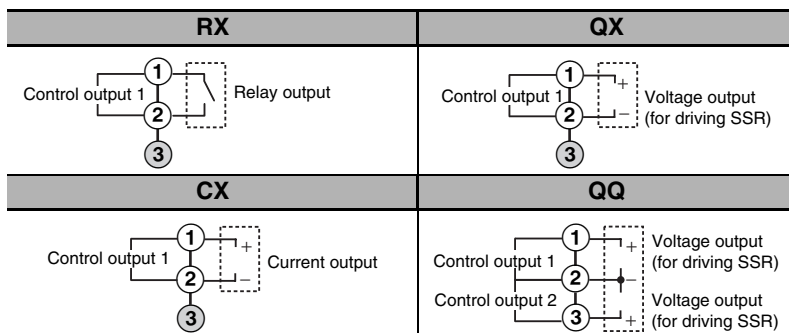 RX
QX
1
Control output 1
Relay output
2
3
1
+
Control output 1
Voltage output
2
−
(for driving SSR)
3
CX
QQ
1
+
Control output 1
Current output
2
−
3
1
+
Voltage output
(for driving SSR)
Control output 1
2
−
Control output 2
Voltage output
3
+
(for driving SSR)